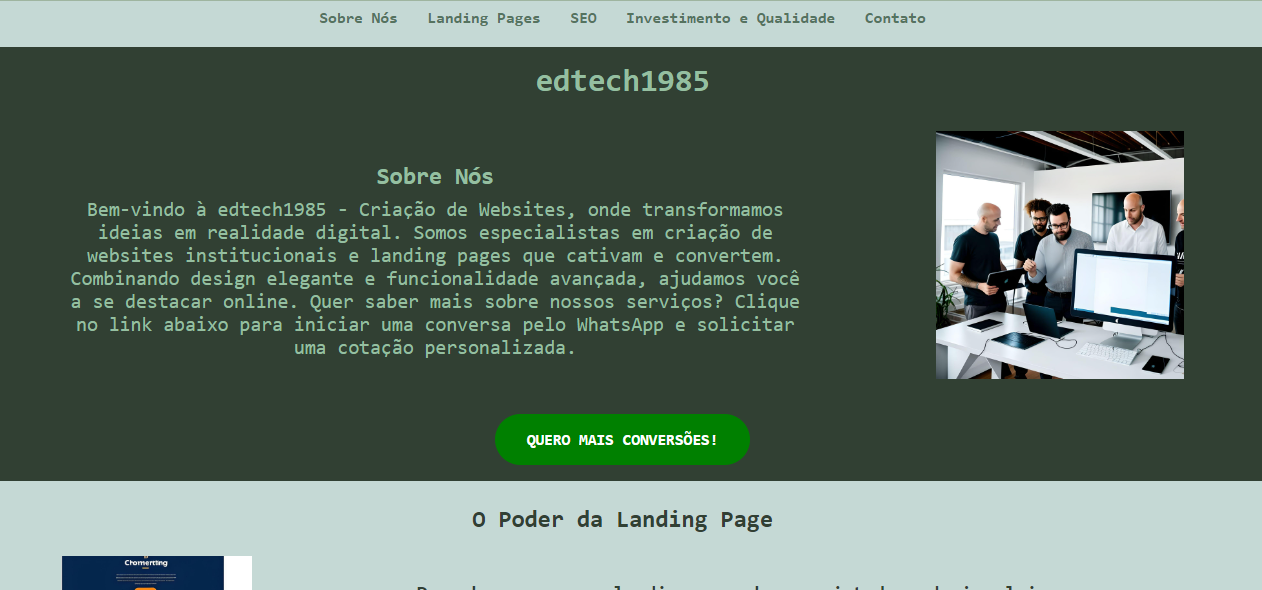 Sobre Nós Landing Pages SEO Investimento e Qualidade Contato
edtech1985
Sobre Nós
Bem-vindo à edtech1985 - Criação de Websites, onde transformamos
ideias em realidade digital. Somos especialistas em criação de
websites institucionais e landing pages que cativam e convertem.
Combinando design elegante e funcionalidade avançada, ajudamos você
a se destacar online. Quer saber mais sobre nossos serviços? Clique
no link abaixo para iniciar uma conversa pelo WhatsApp e solicitar
uma cotação personalizada.
QUERO MAIS CONVERSÕES!
O Poder da Landing Page
Chomerting